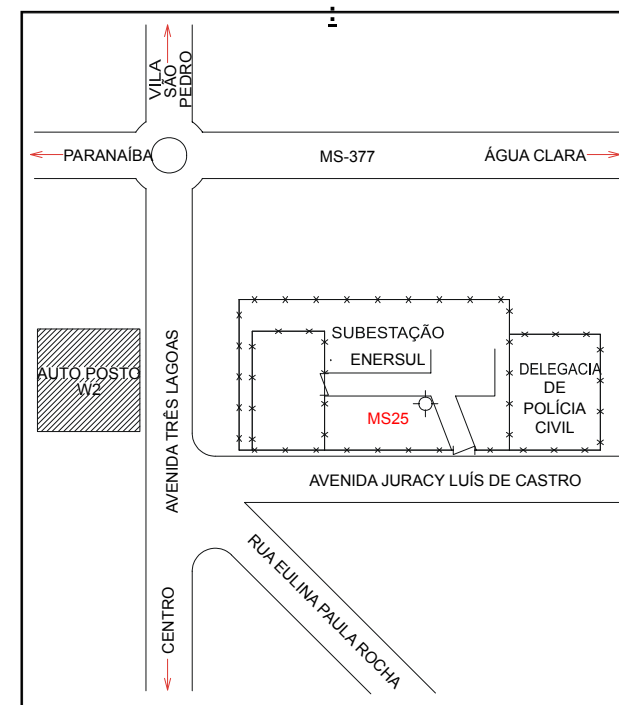 VILA
SÃO
PEDRO
PARANAÍBA
MS-377
ÁGUA CLARA
AUTO POSTO
W2
AVENIDA TRÊS LAGOAS
SUBESTAÇÃO
ENERSUL
MS25
DELEGACIA
DE
POLÍCIA
CIVIL
AVENIDA JURACY LUÍS DE CASTRO
RUA EULINA PAULA ROCHA
CENTRO